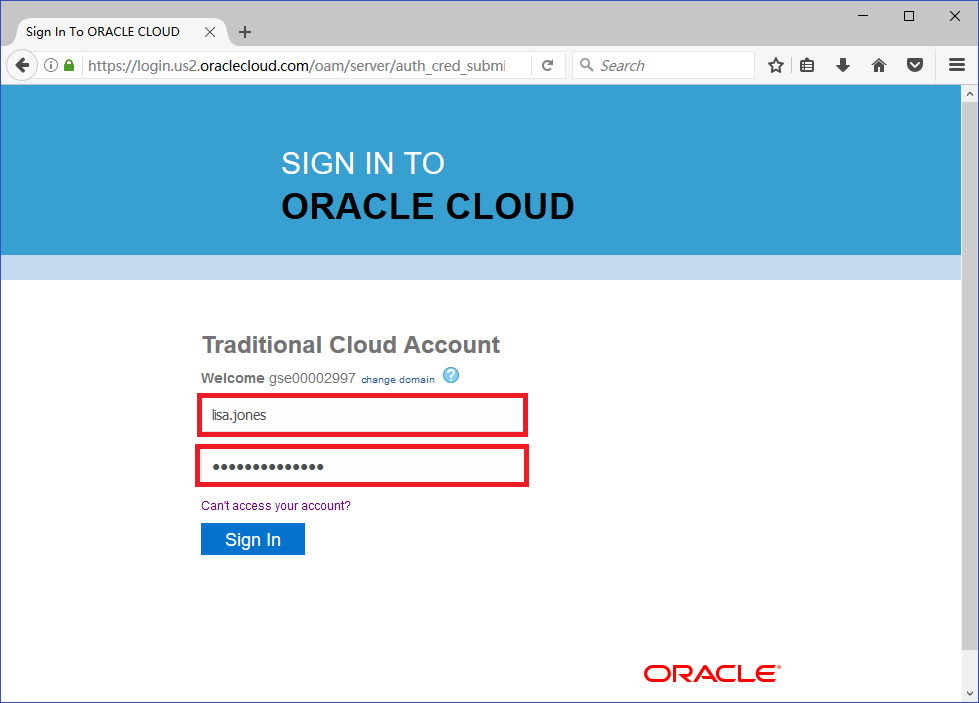 Sign In To ORACLE CLOUD
https://login.us2.oraclecloud.com/oam/server/auth_cred_submi
Search
SIGN IN TO
ORACLE CLOUD
Traditional Cloud Account
Welcome gse00002997 change domain ?
lisa.jones
••••••••••••••
Can't access your account?
Sign In
ORACLE®